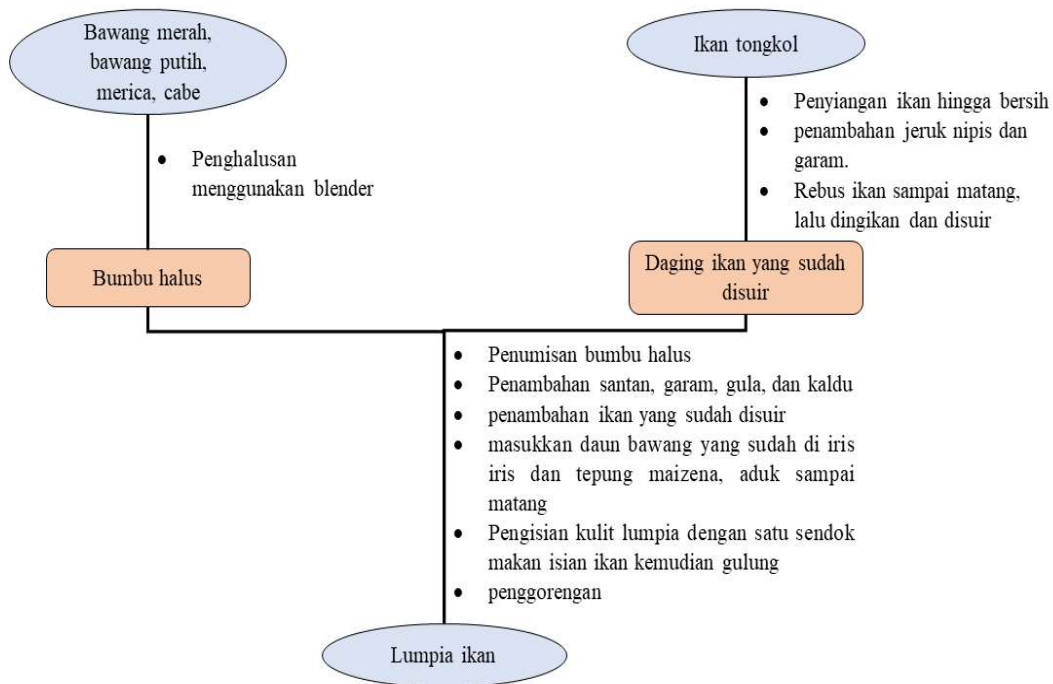 Bawang merah,
bawang putih,
merica, cabe
• Penghalusan
menggunakan blender
Bumbu halus
Ikan tongkol
• Penyiangan ikan hingga bersih
• penambahan jeruk nipis dan
garam.
• Rebus ikan sampai matang,
lalu dingikan dan disuir
Daging ikan yang sudah
disuir
• Penumisan bumbu halus
• Penambahan santan, garam, gula, dan kaldu
• penambahan ikan yang sudah disuir
• masukkan daun bawang yang sudah di iris
iris dan tepung maizena, aduk sampai
matang
• Pengisian kulit lumpia dengan satu sendok
makan isian ikan kemudian gulung
• penggorengan
Lumpia ikan